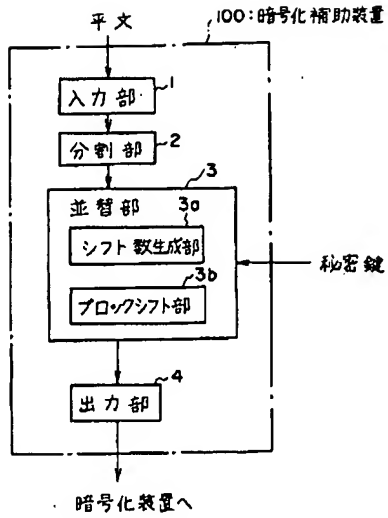 平文
100:暗号化補助装置
1
入力部
2
分割部
3
並替部
3a
シフト数生成部
3b
ブロックシフト部
秘密鍵
4
出力部
暗号化装置へ